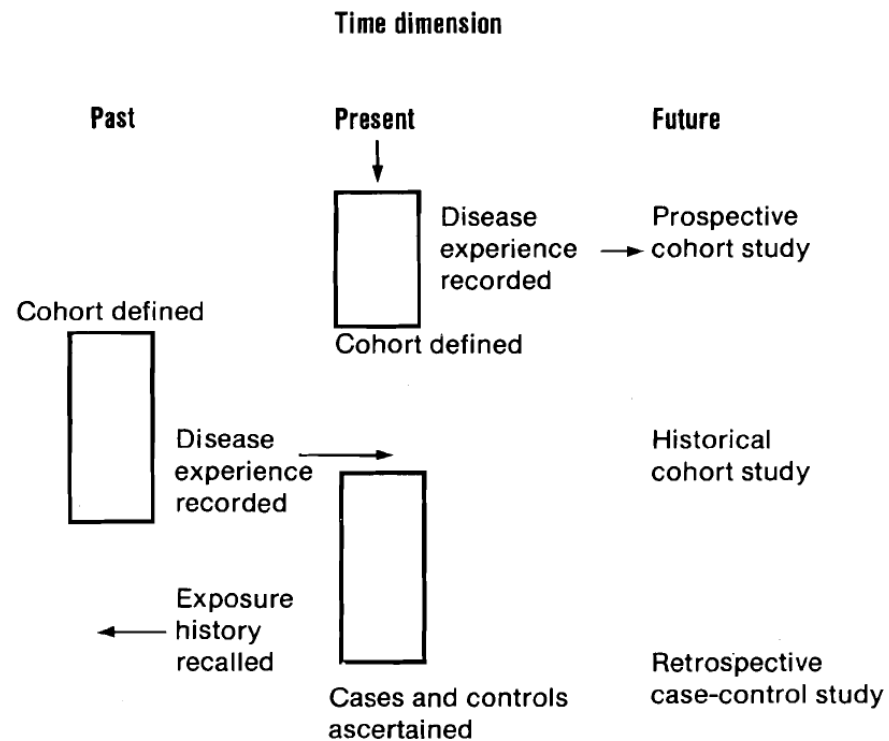 Time dimension
Past
Present
Future
Disease
experience
recorded
Prospective
cohort study
Cohort defined
Cohort defined
Disease
experience
recorded
Historical
cohort study
Exposure
history
recalled
Cases and controls
ascertained
Retrospective
case-control study